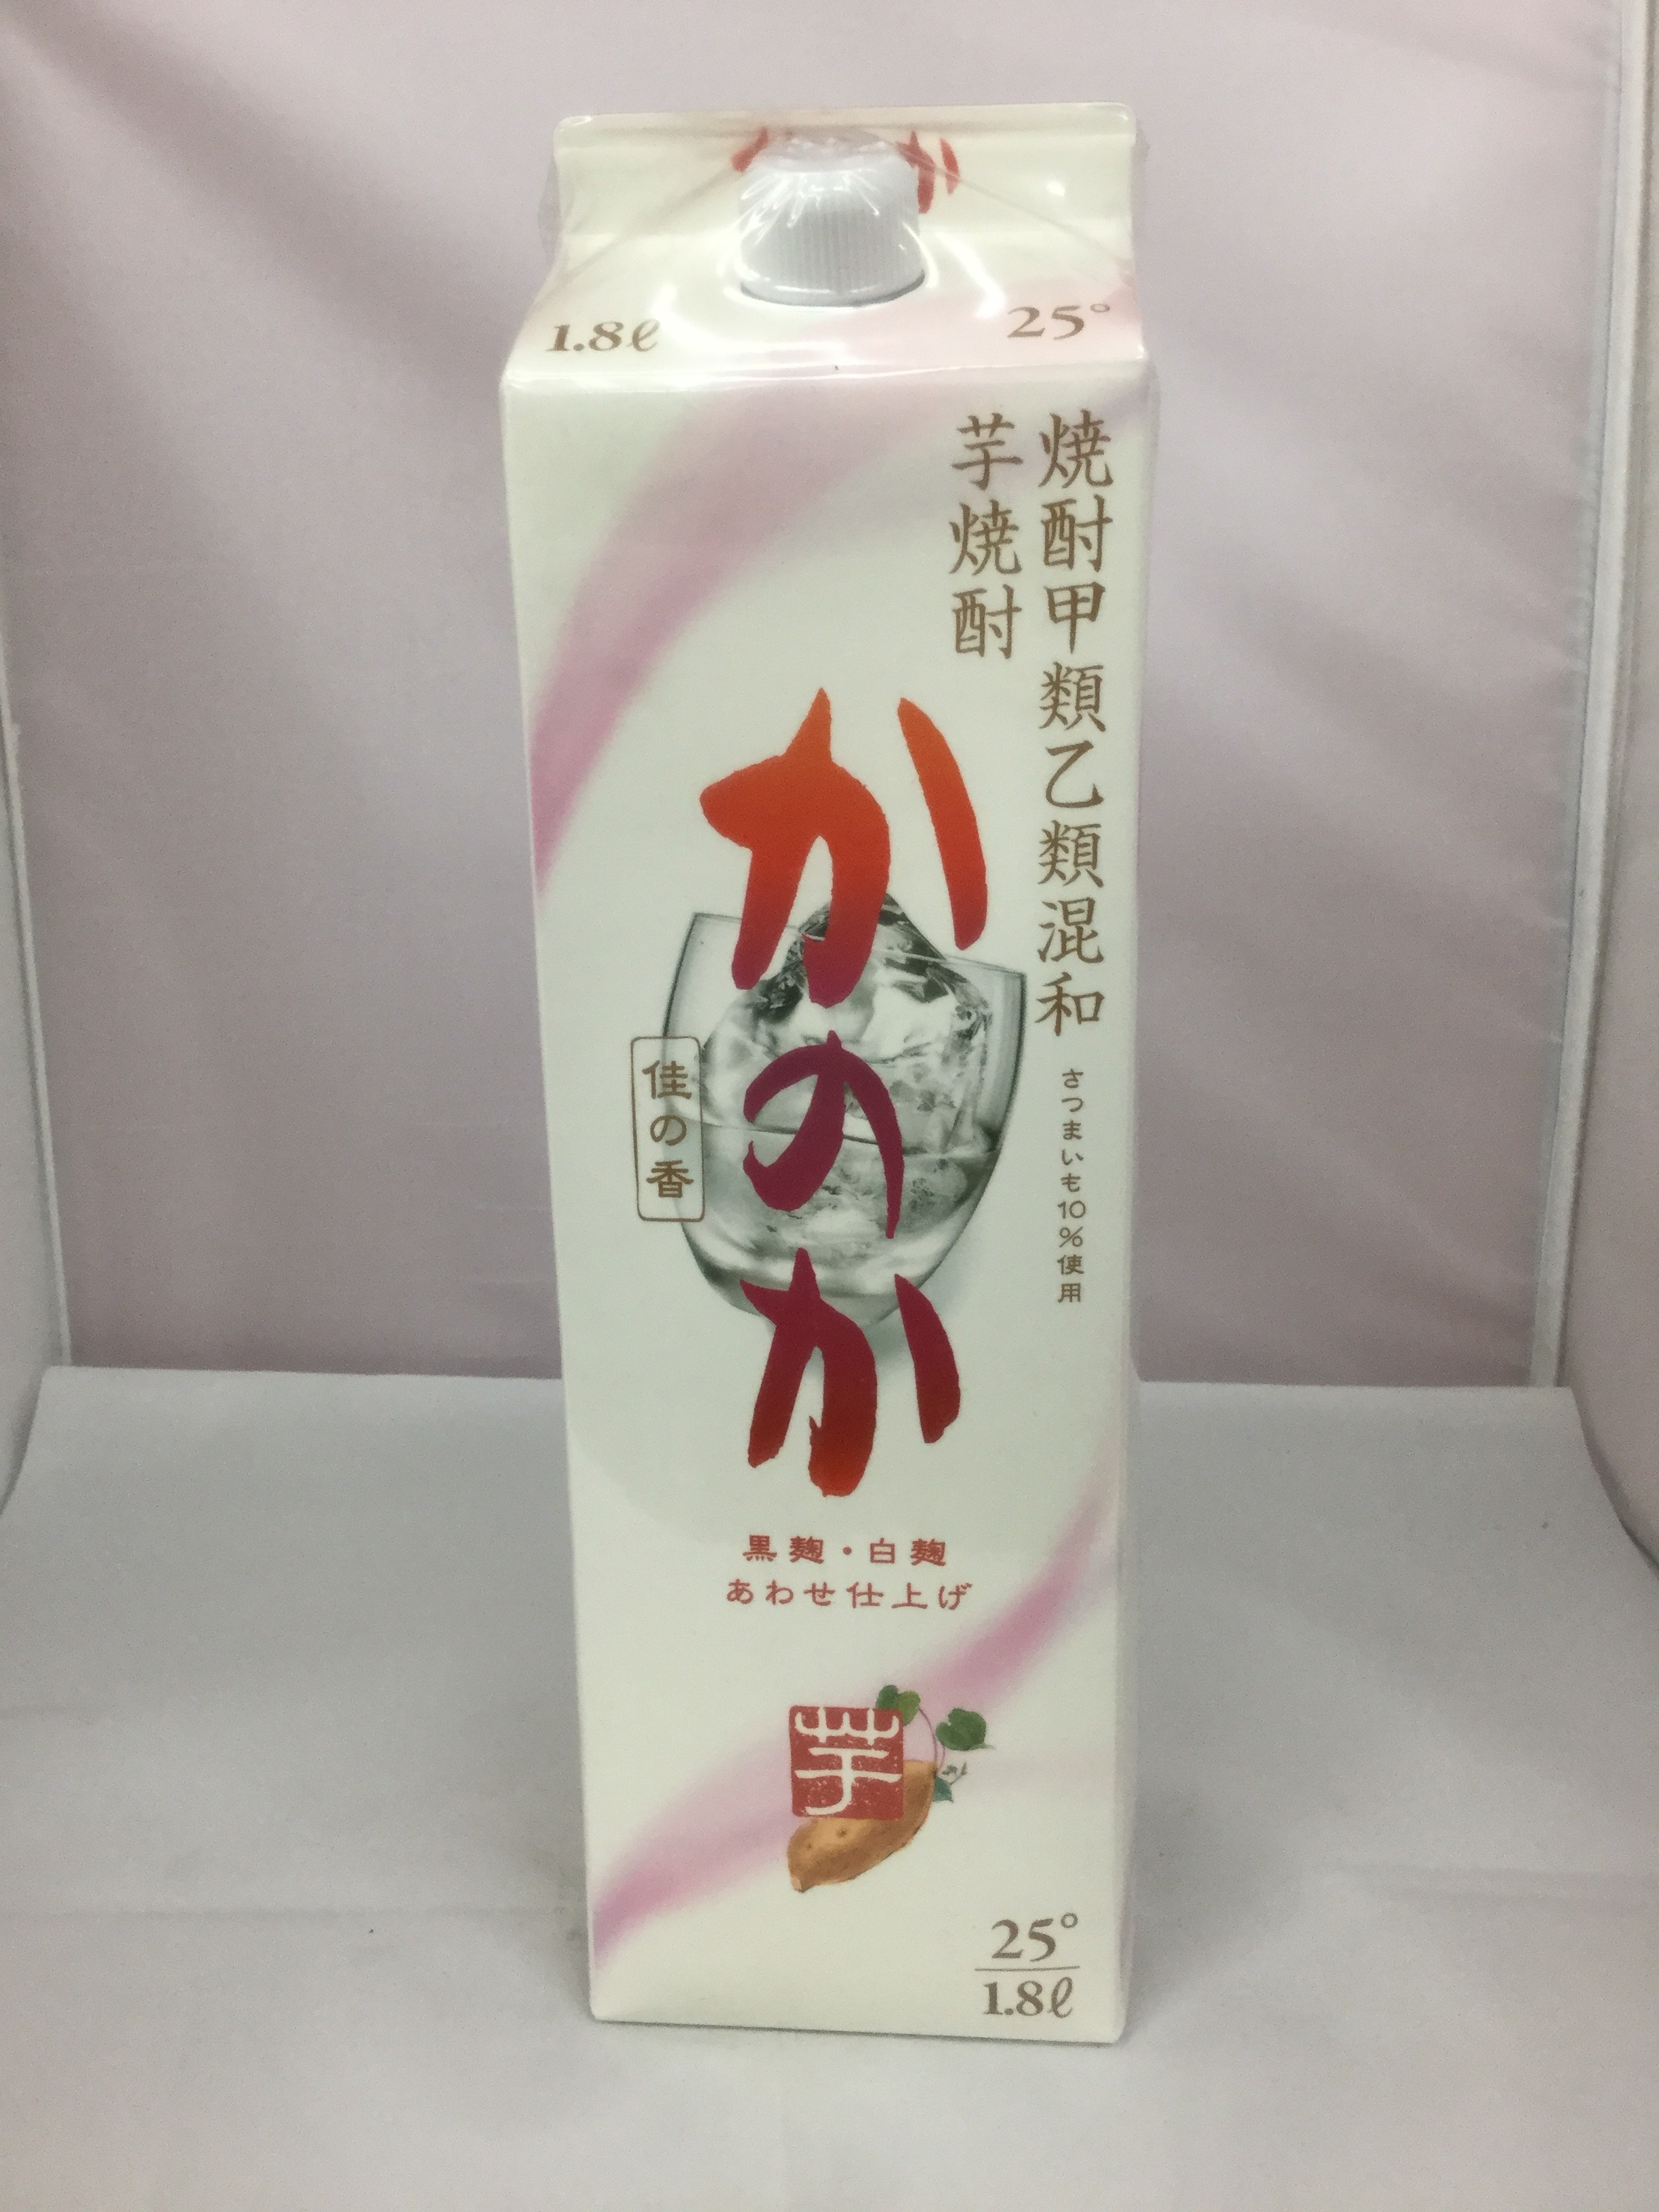 1.8ℓ
25°
焼酎甲類乙類混和
さつまいも10%使用
芋焼酎
かのか
佳の香
黒麹・白麹
あわせ仕上げ
芋
25°
1.8ℓ